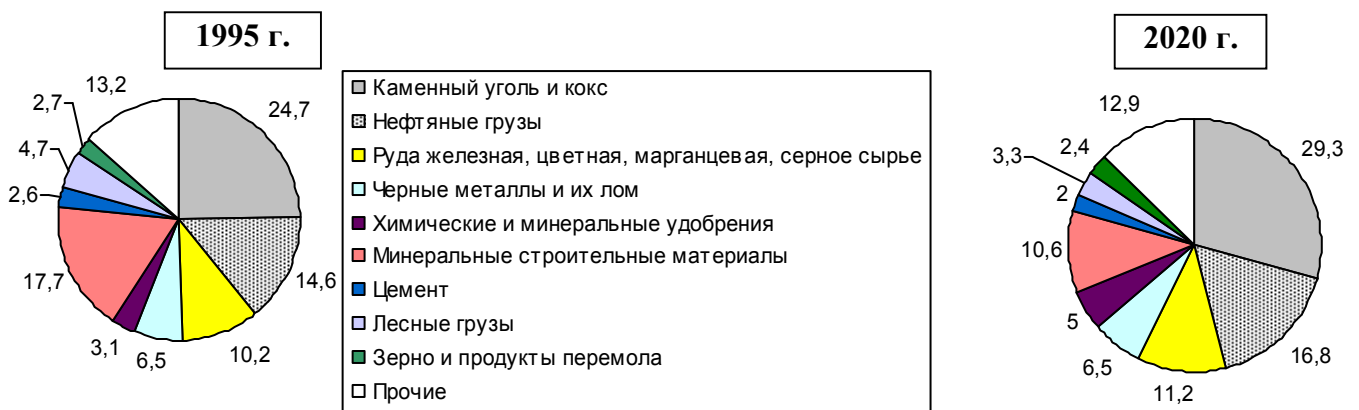 1995 г.
13,2
24,7
2,7
4,7
2,6
17,7
3,1
6,5
10,2
14,6
Каменный уголь и кокс
Нефтяные грузы
Руда железная, цветная, марганцевая, серное сырье
Черные металлы и их лом
Химические и минеральные удобрения
Минеральные строительные материалы
Цемент
Лесные грузы
Зерно и продукты перемола
Прочие
2020 г.
12,9
29,3
2,4
3,3
2
10,6
5
6,5
11,2
16,8